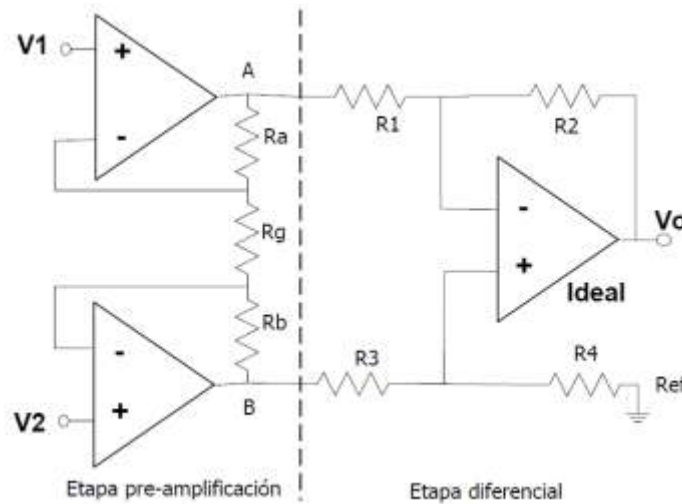 V1
+
-
A
Ra
Rg
Rb
B
-
+
V2
R1
R2
-
+
Ideal
Vo
R3
R4
Ref
Etapa pre-amplificación
Etapa diferencial